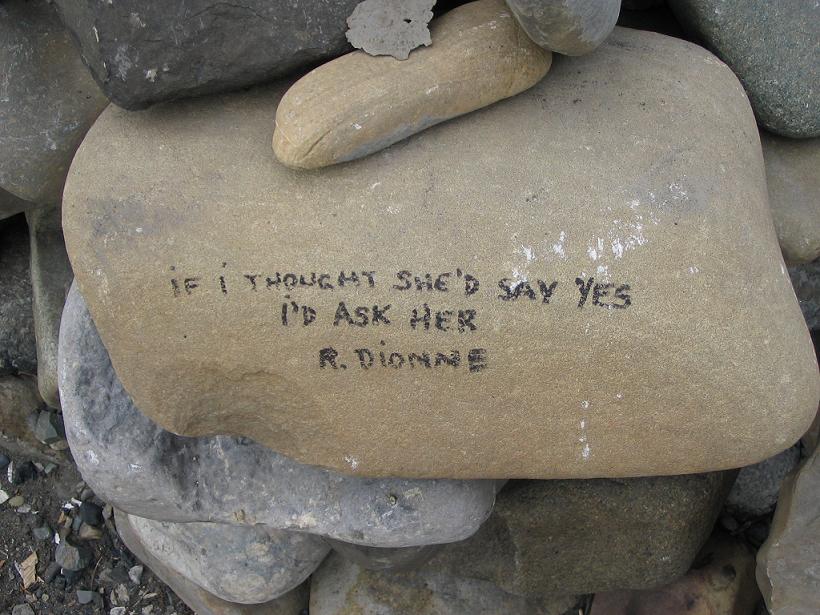 iF i THOUGHT SHE'D SAY YES
i'D ASK HER
R. DiONNE